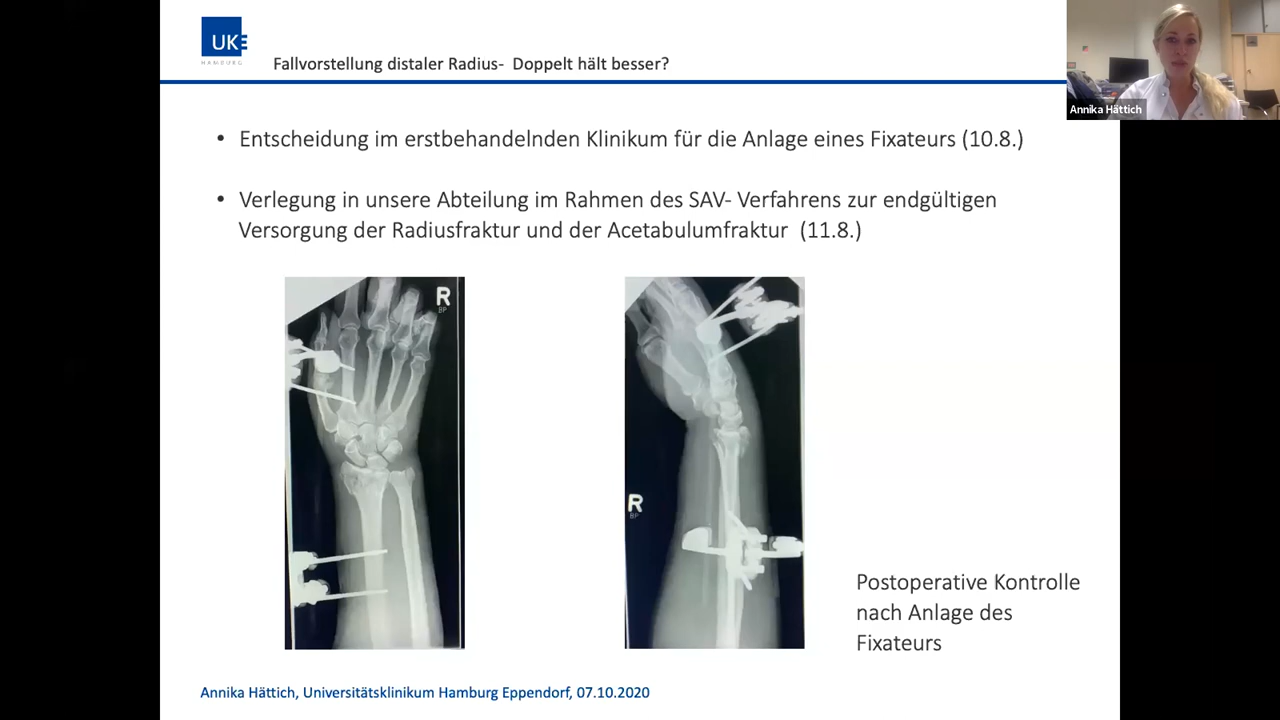 UKE
HAMBURG
Fallvorstellung distaler Radius- Doppelt hält besser?
Annika Hättich
• Entscheidung im erstbehandelnden Klinikum für die Anlage eines Fixateurs (10.8.)
• Verlegung in unsere Abteilung im Rahmen des SAV- Verfahrens zur endgültigen
Versorgung der Radiusfraktur und der Acetabulumfraktur (11.8.)
R
BP
R
BP
Postoperative Kontrolle
nach Anlage des
Fixateurs
Annika Hättich, Universitätsklinikum Hamburg Eppendorf, 07.10.2020